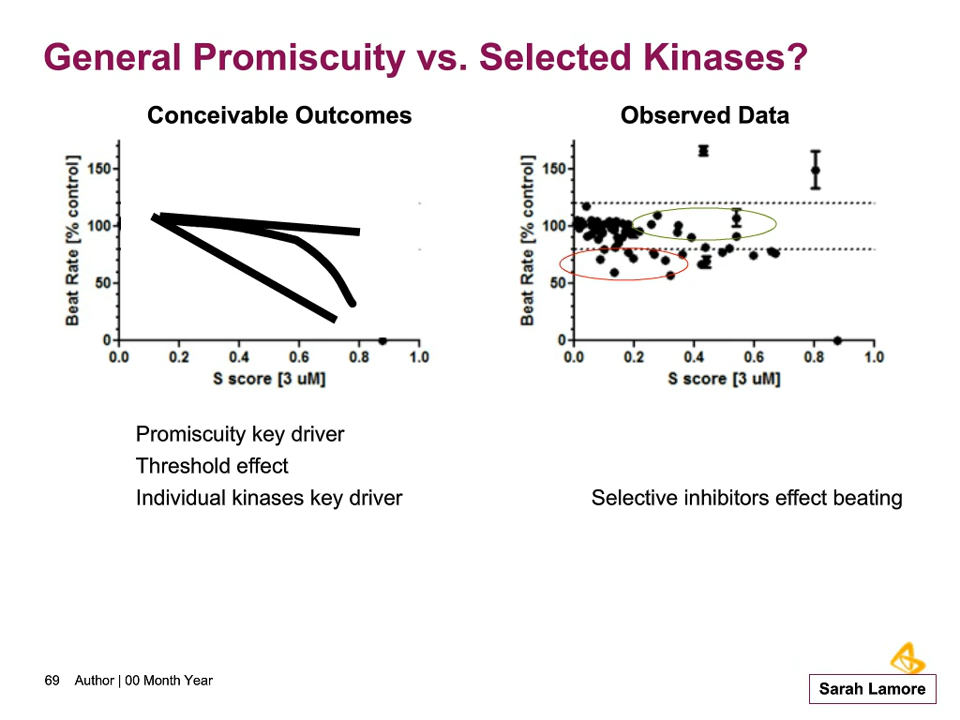 General Promiscuity vs. Selected Kinases?
Conceivable Outcomes
Beat Rate [% control]
150
100
50
0
0.0 0.2 0.4 0.6 0.8 1.0
S score [3 uM]
Promiscuity key driver
Threshold effect
Individual kinases key driver
Observed Data
Beat Rate [% control]
150
100
50
0
0.0 0.2 0.4 0.6 0.8 1.0
S score [3 uM]
Selective inhibitors effect beating
69 Author | 00 Month Year
Sarah Lamore